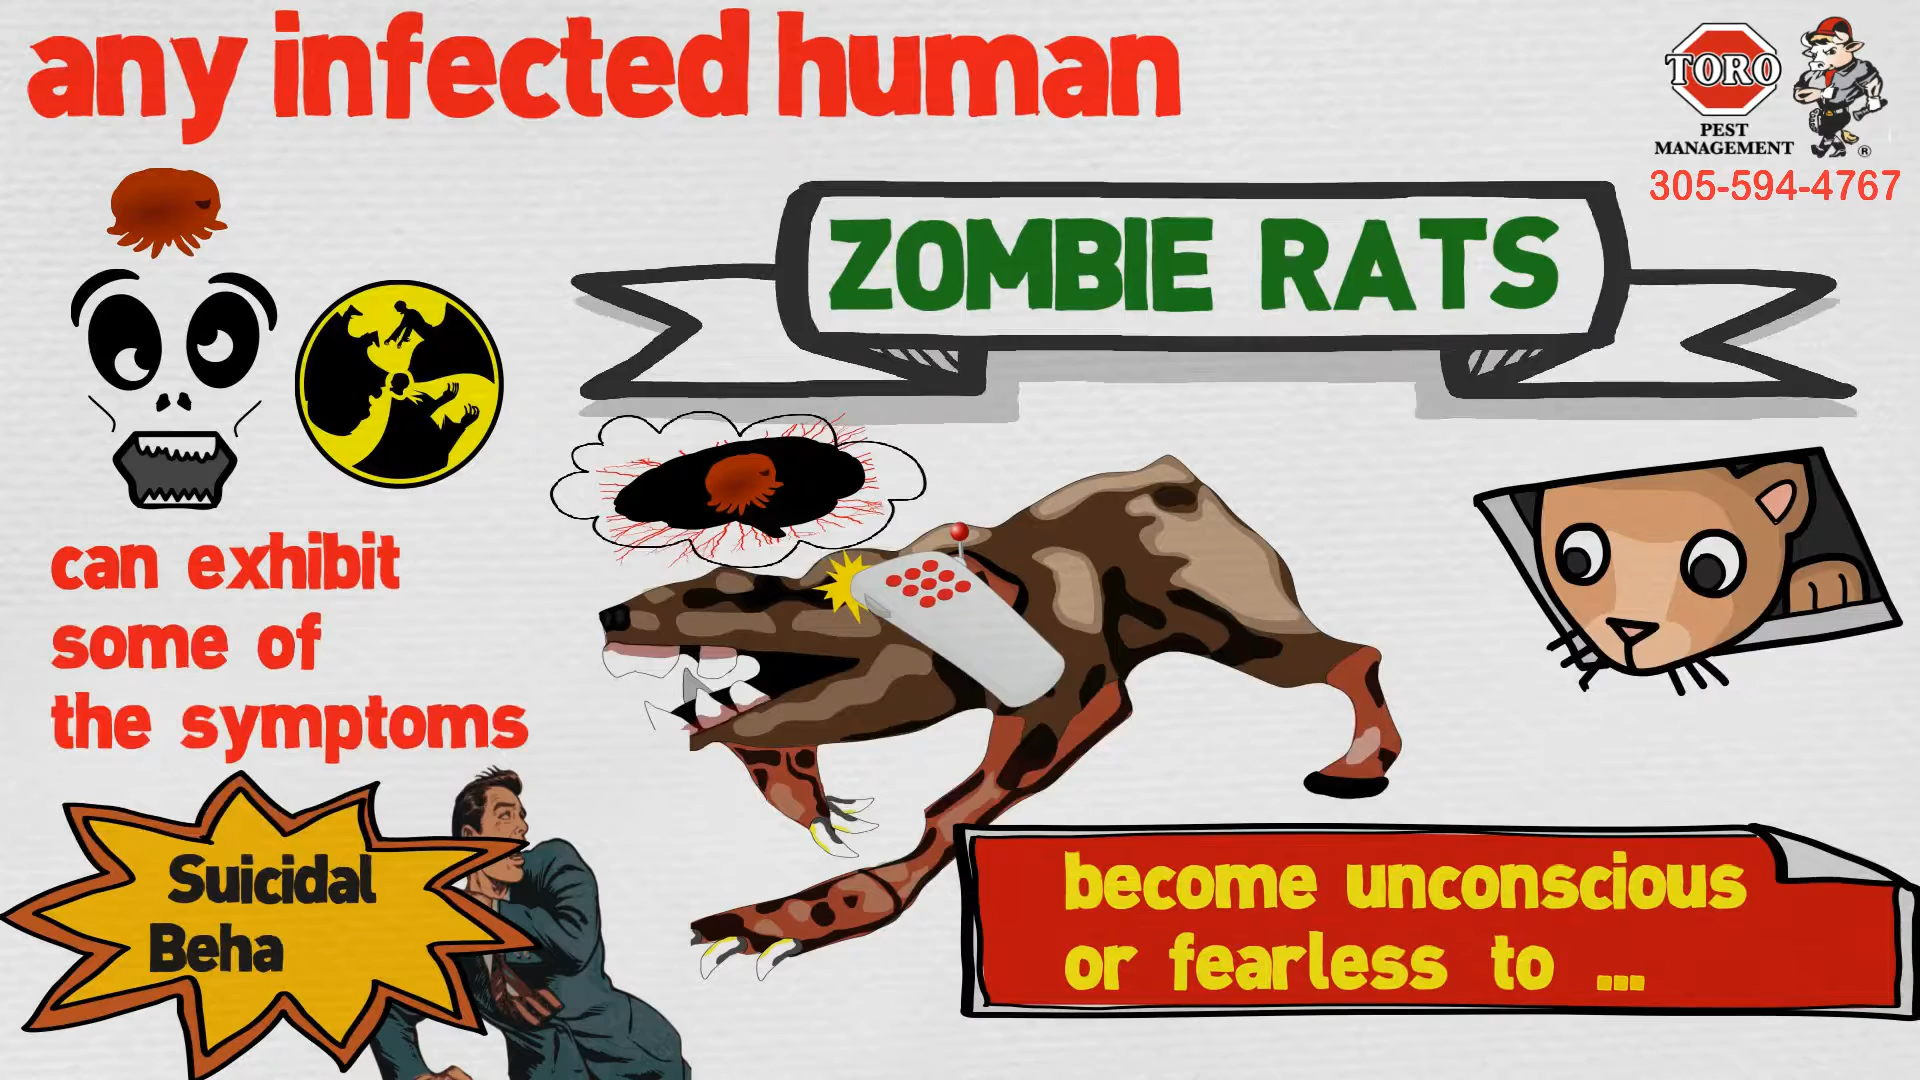 any infected human
TORO
PEST
MANAGEMENT
®
305-594-4767
ZOMBIE RATS
can exhibit
some of
the symptoms
Suicidal
Beha
become unconscious
or fearless to ...